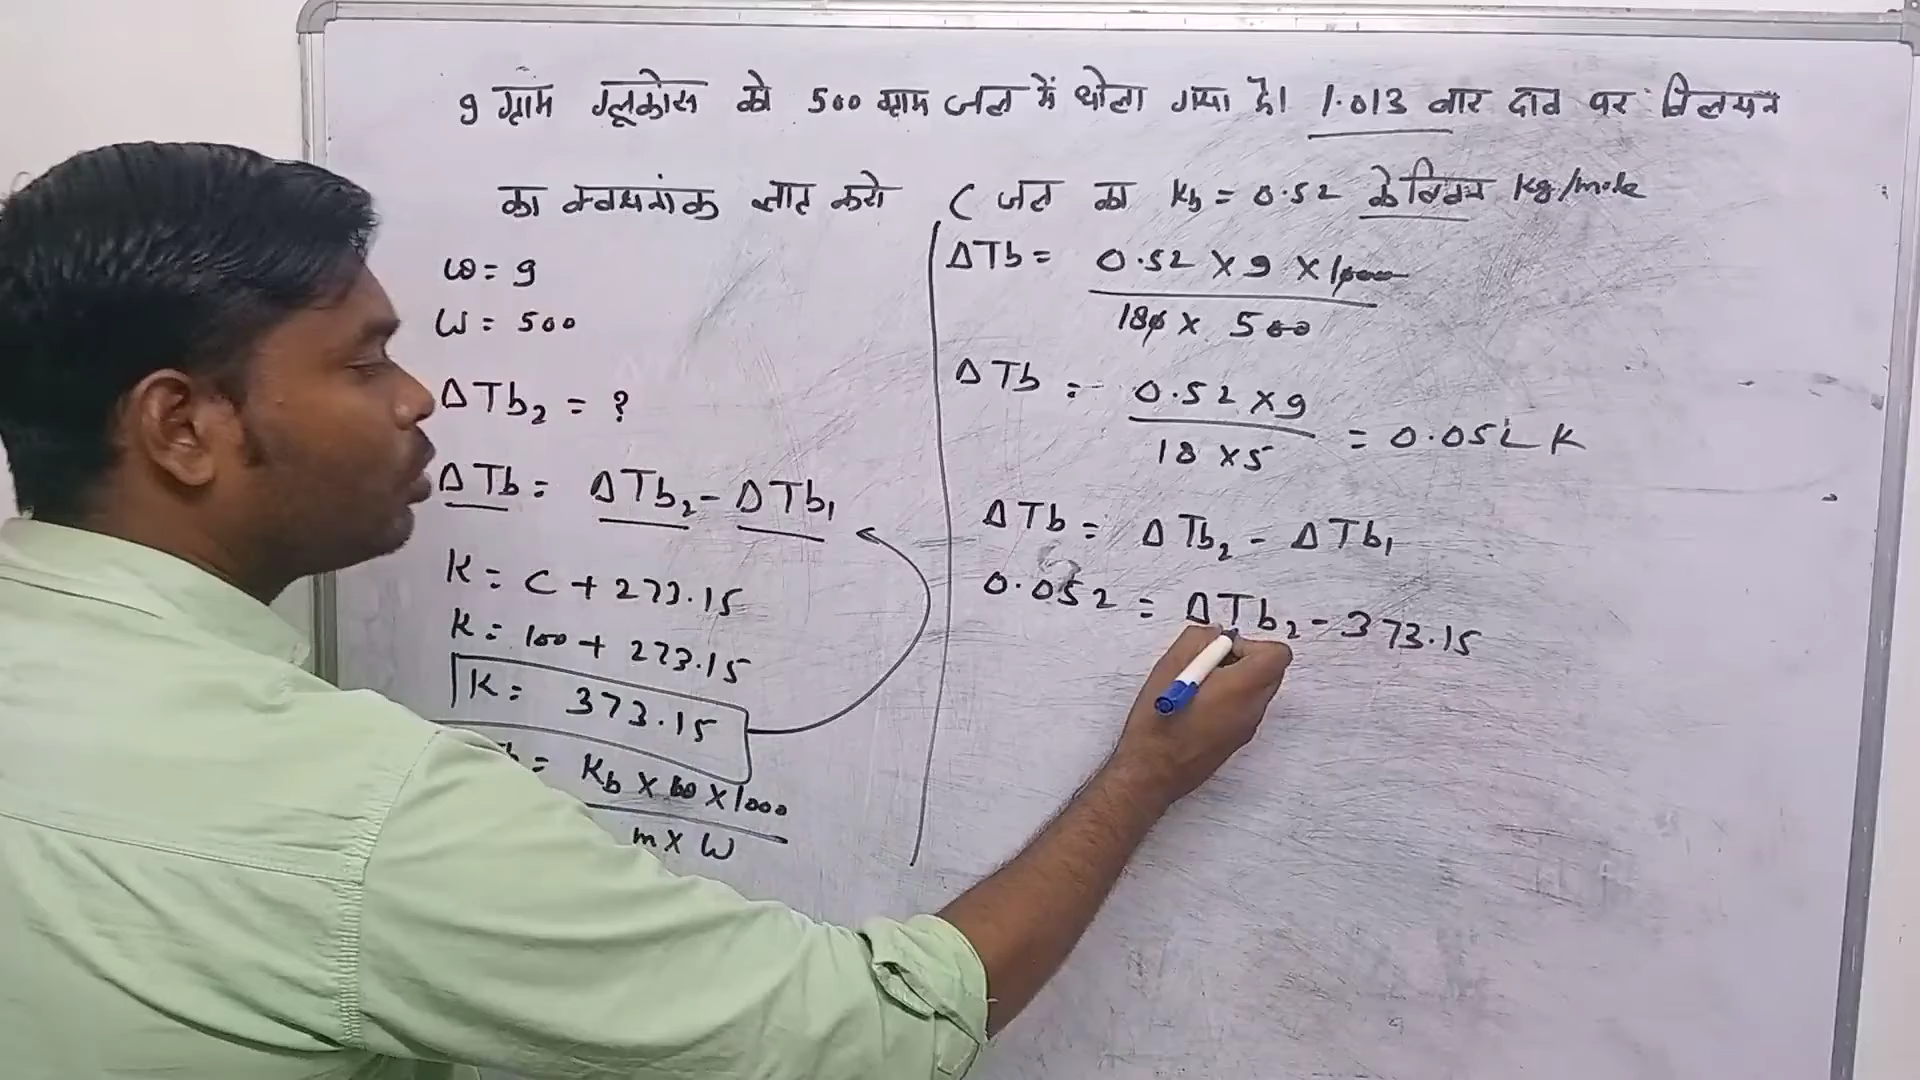 9 ग्राम ग्लूकोस को 500 ग्राम जल में घोला गया है। 1.013 बार दाब पर विलयन
का क्वथनांक ज्ञात करो ( जल का Kb = 0.52 केल्विन Kg/mole
ω = 9
W = 500
ΔTb₂ = ?
ΔTb = ΔTb₂ - ΔTb₁
K = C + 273.15
K = 100 + 273.15
K = 373.15
b = Kb × ω × 1000
m × W
ΔTb = 0.52 × 9 × 1000
180 × 500
ΔTb = 0.52 × 9
18 × 5
= 0.052 K
ΔTb = ΔTb₂ - ΔTb₁
0.052 = ΔTb₂ - 373.15